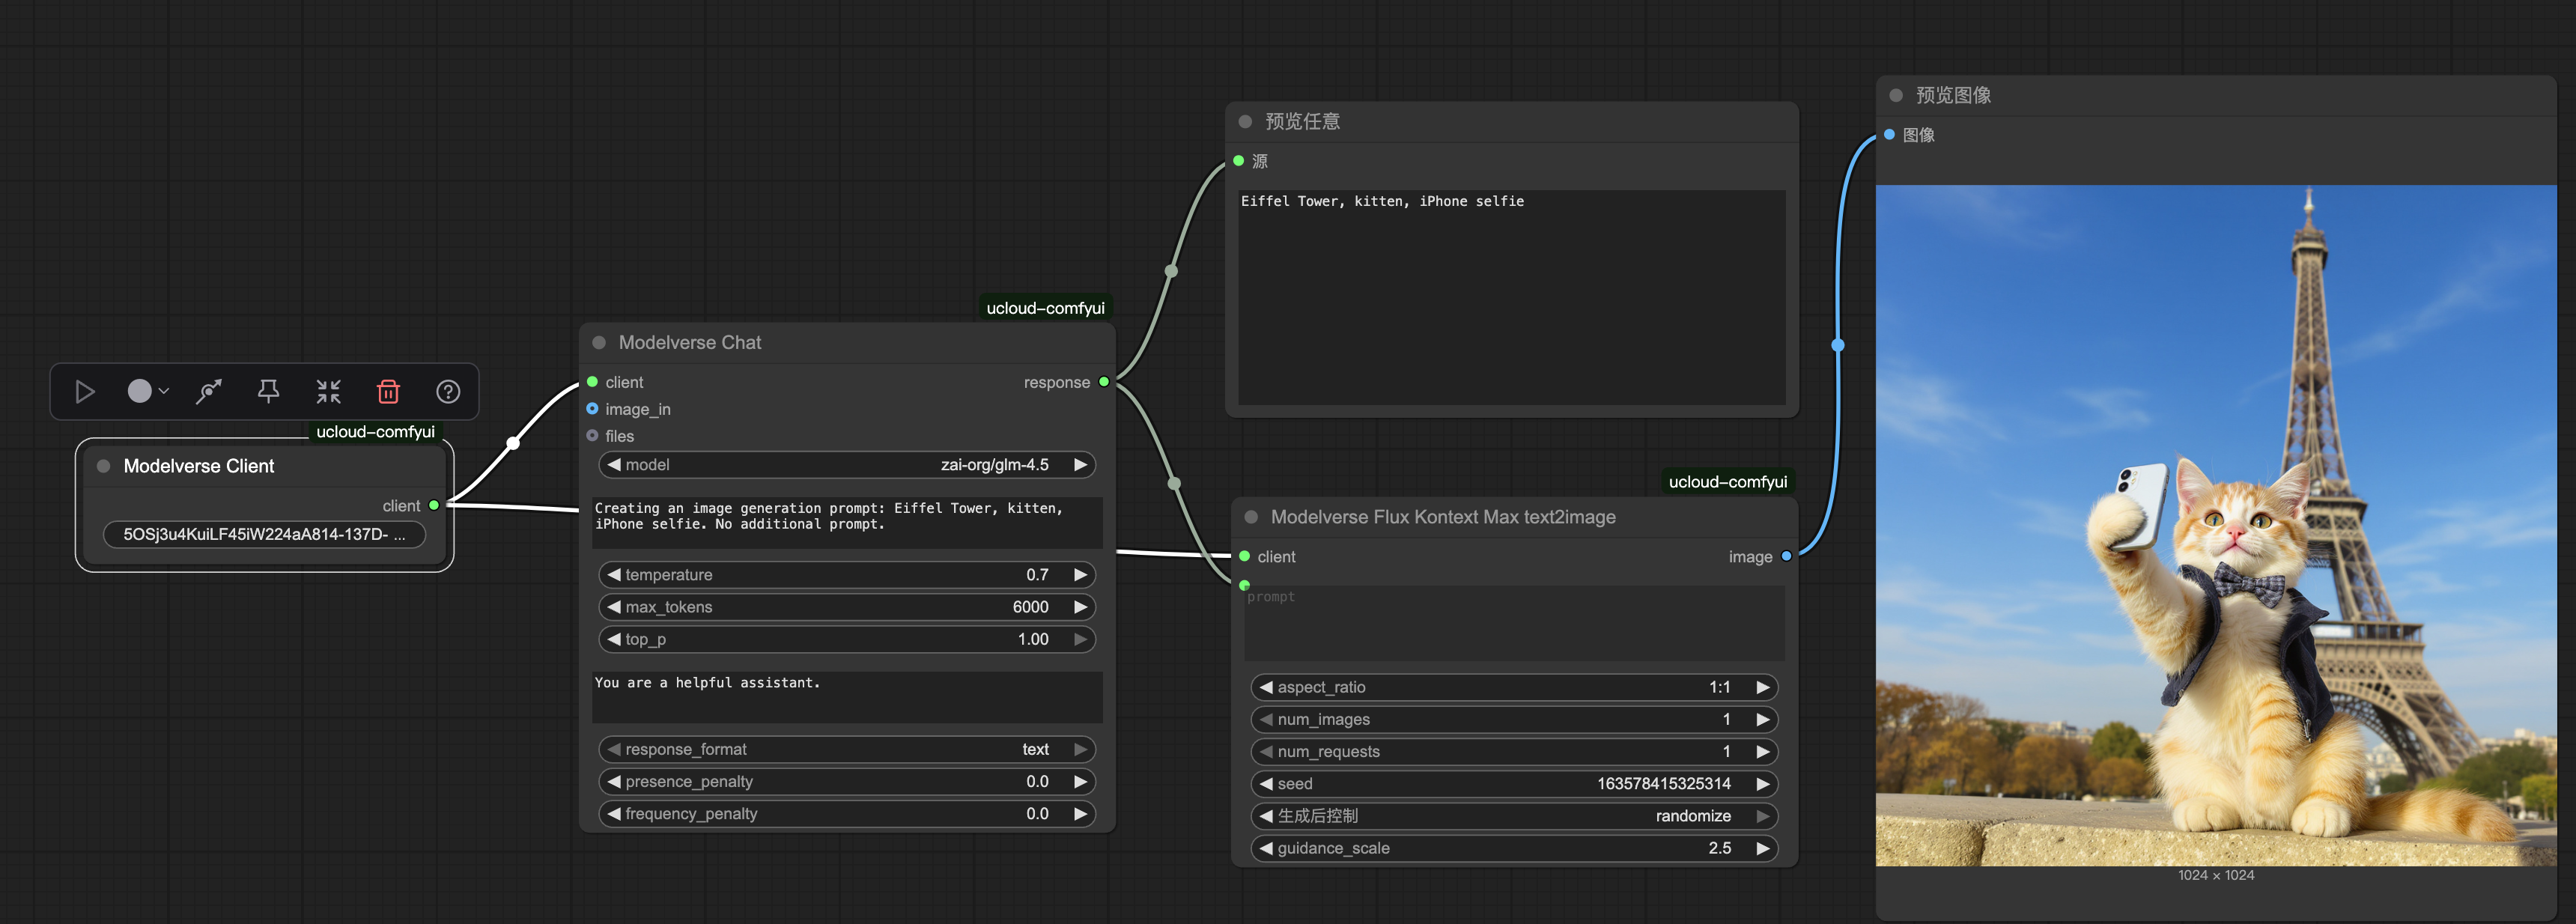 ucloud-comfyui
Modelverse Client
client
5OSj3u4KuiLF45iW224aA814-137D- ...
ucloud-comfyui
Modelverse Chat
client
response
image_in
files
model
zai-org/glm-4.5
Creating an image generation prompt: Eiffel Tower, kitten,
iPhone selfie. No additional prompt.
temperature
0.7
max_tokens
6000
top_p
1.00
You are a helpful assistant.
response_format
text
presence_penalty
0.0
frequency_penalty
0.0
预览任意
源
Eiffel Tower, kitten, iPhone selfie
ucloud-comfyui
Modelverse Flux Kontext Max text2image
client
image
prompt
aspect_ratio
1:1
num_images
1
num_requests
1
seed
163578415325314
生成后控制
randomize
guidance_scale
2.5
预览图像
图像
1024 × 1024